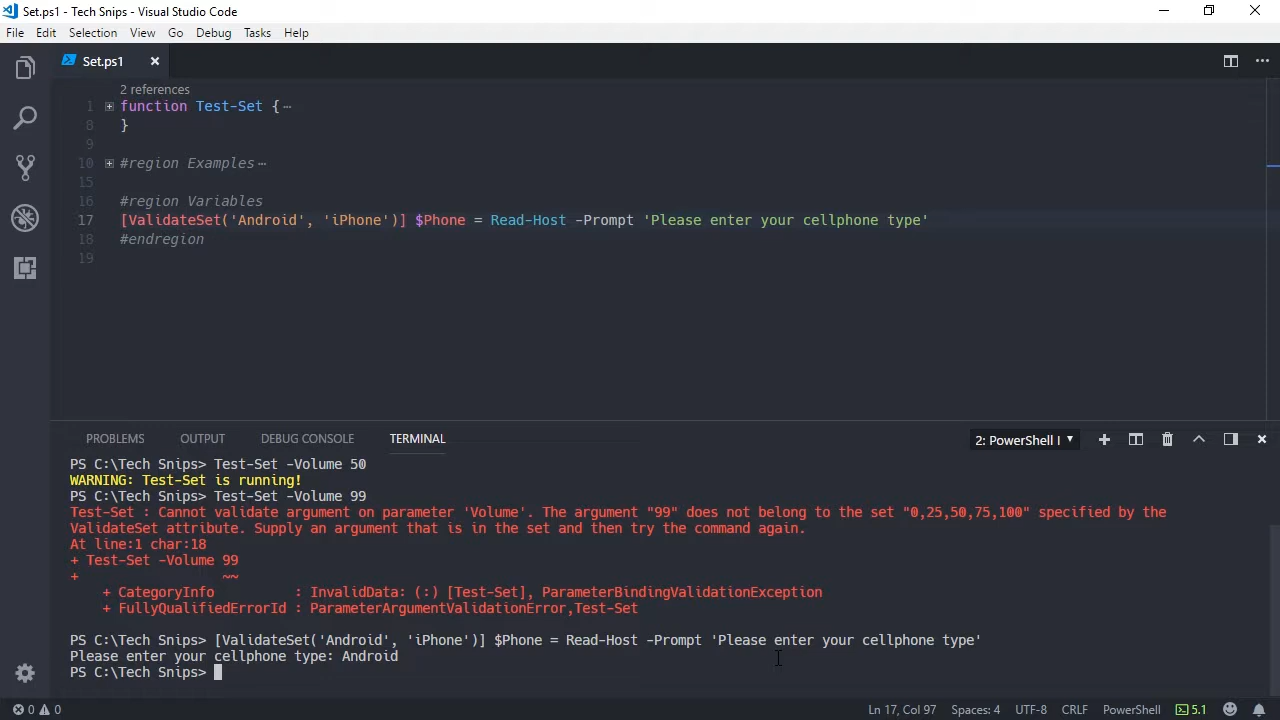 Set.ps1 - Tech Snips - Visual Studio Code
File Edit Selection View Go Debug Tasks Help
Set.ps1
2 references
1 function Test-Set {
8 }
9
10 #region Examples
15
16 #region Variables
17 [ValidateSet('Android', 'iPhone')] $Phone = Read-Host -Prompt 'Please enter your cellphone type'
18 #endregion
19
PROBLEMS OUTPUT DEBUG CONSOLE TERMINAL 2: PowerShell I
PS C:\Tech Snips> Test-Set -Volume 50
WARNING: Test-Set is running!
PS C:\Tech Snips> Test-Set -Volume 99
Test-Set : Cannot validate argument on parameter 'Volume'. The argument "99" does not belong to the set "0,25,50,75,100" specified by the
ValidateSet attribute. Supply an argument that is in the set and then try the command again.
At line:1 char:18
+ Test-Set -Volume 99
+ ~~
+ CategoryInfo : InvalidData: (:) [Test-Set], ParameterBindingValidationException
+ FullyQualifiedErrorId : ParameterArgumentValidationError,Test-Set
PS C:\Tech Snips> [ValidateSet('Android', 'iPhone')] $Phone = Read-Host -Prompt 'Please enter your cellphone type'
Please enter your cellphone type: Android
PS C:\Tech Snips>
0 0 Ln 17, Col 97 Spaces: 4 UTF-8 CRLF PowerShell 5.1